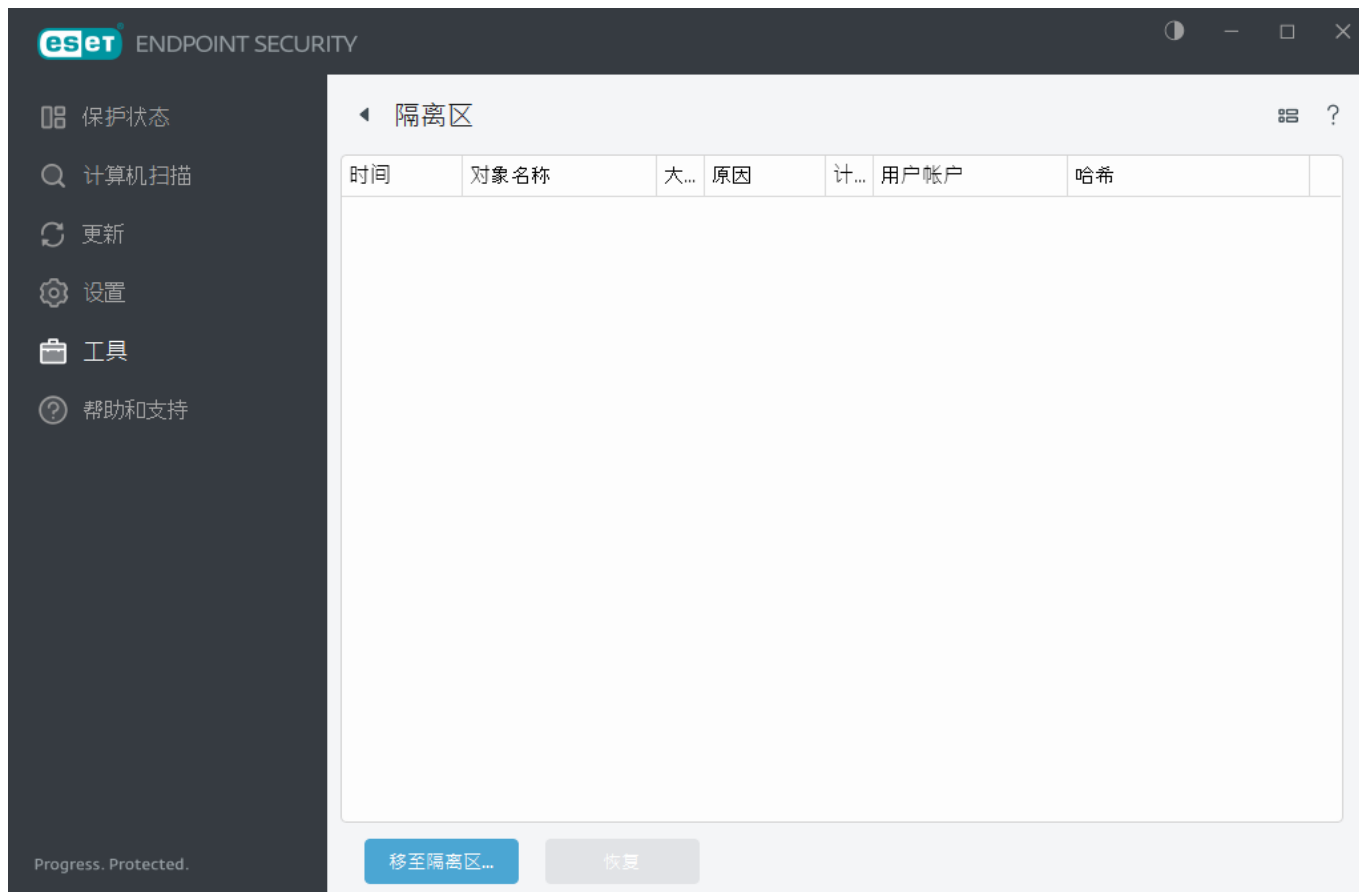 eset ENDPOINT SECURITY
保护状态
计算机扫描
更新
设置
工具
帮助和支持
Progress. Protected.
隔离区
?
时间 对象名称 大... 原因 计... 用户帐户 哈希
移至隔离区... 恢复